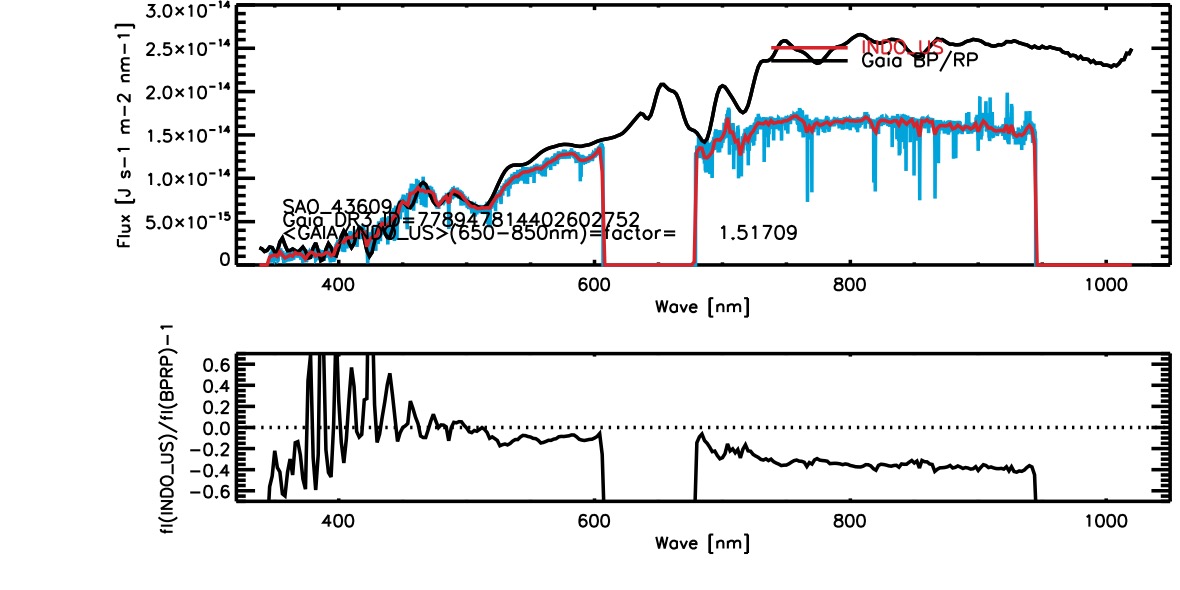 3.0×10⁻¹⁴
2.5×10⁻¹⁴
2.0×10⁻¹⁴
1.5×10⁻¹⁴
1.0×10⁻¹⁴
5.0×10⁻¹⁵
0
Flux [J s−1 m−2 nm−1]
INDO_US
Gaia BP/RP
SAO_43609
Gaia DR3 ID=778947814402602752
<GAIA/INDO_US>(650−850nm)=factor= 1.51709
400 600 800 1000
Wave [nm]
0.6
0.4
0.2
0.0
−0.2
−0.4
−0.6
fl(INDO_US)/fl(BPRP)−1
400 600 800 1000
Wave [nm]